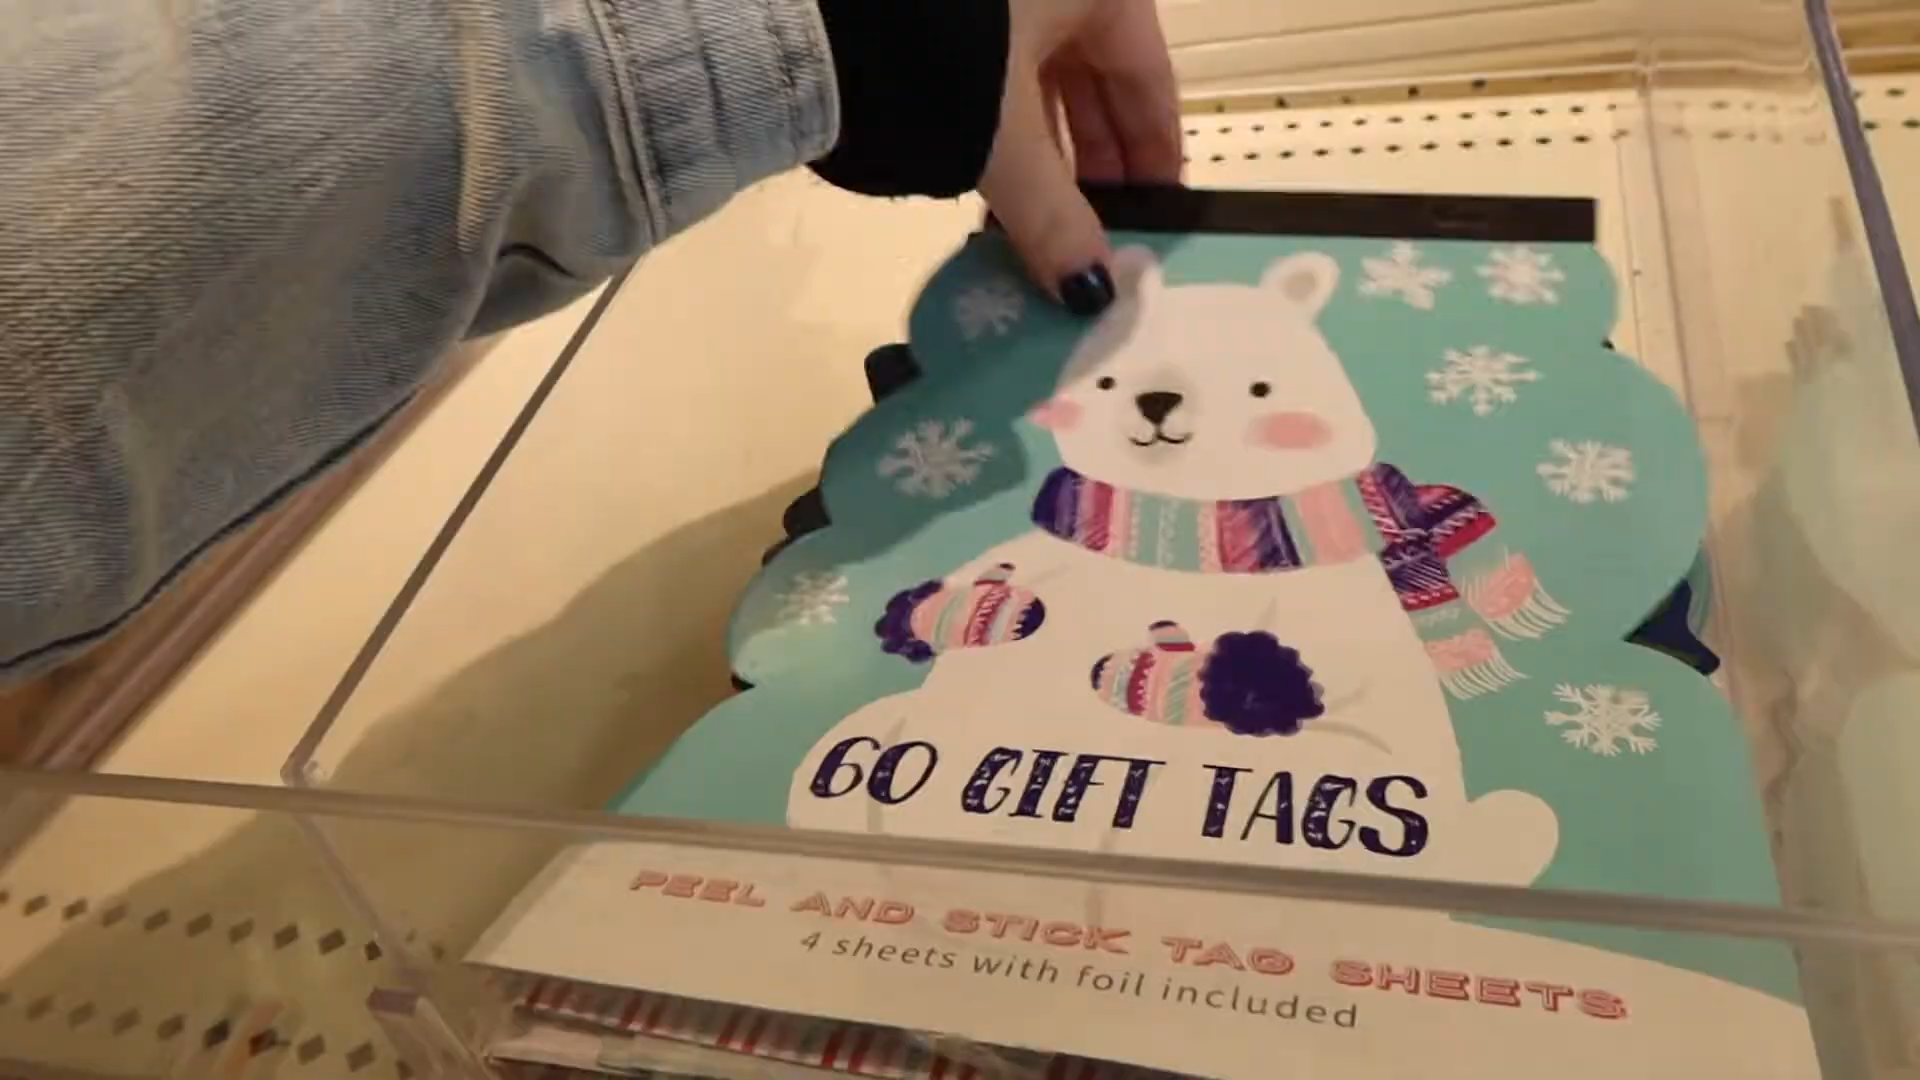 60 GIFT TAGS
PEEL AND STICK TAG SHEETS
4 sheets with foil included